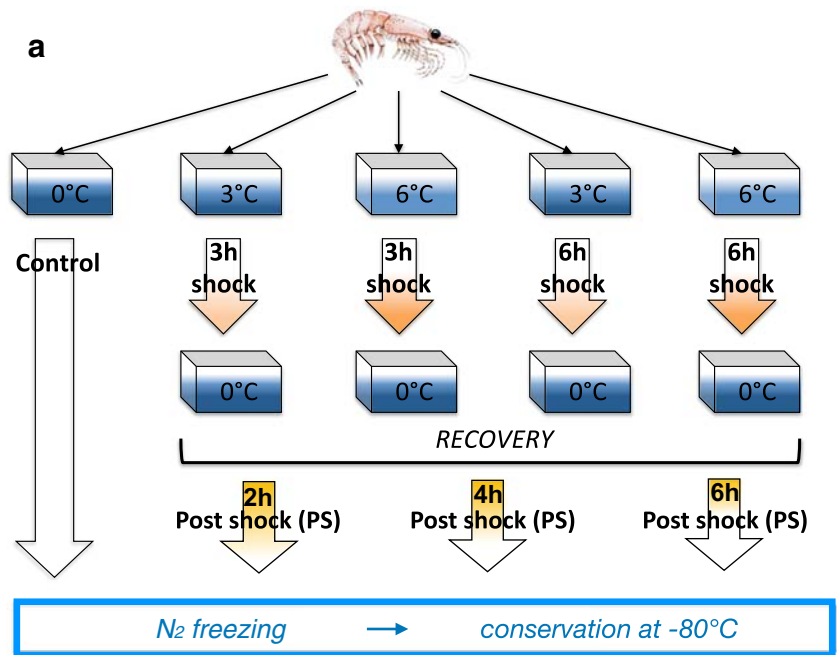 a
0°C
3°C
6°C
3°C
6°C
Control
3h
shock
3h
shock
6h
shock
6h
shock
0°C
0°C
0°C
0°C
RECOVERY
2h
Post shock (PS)
4h
Post shock (PS)
6h
Post shock (PS)
N2 freezing → conservation at -80°C